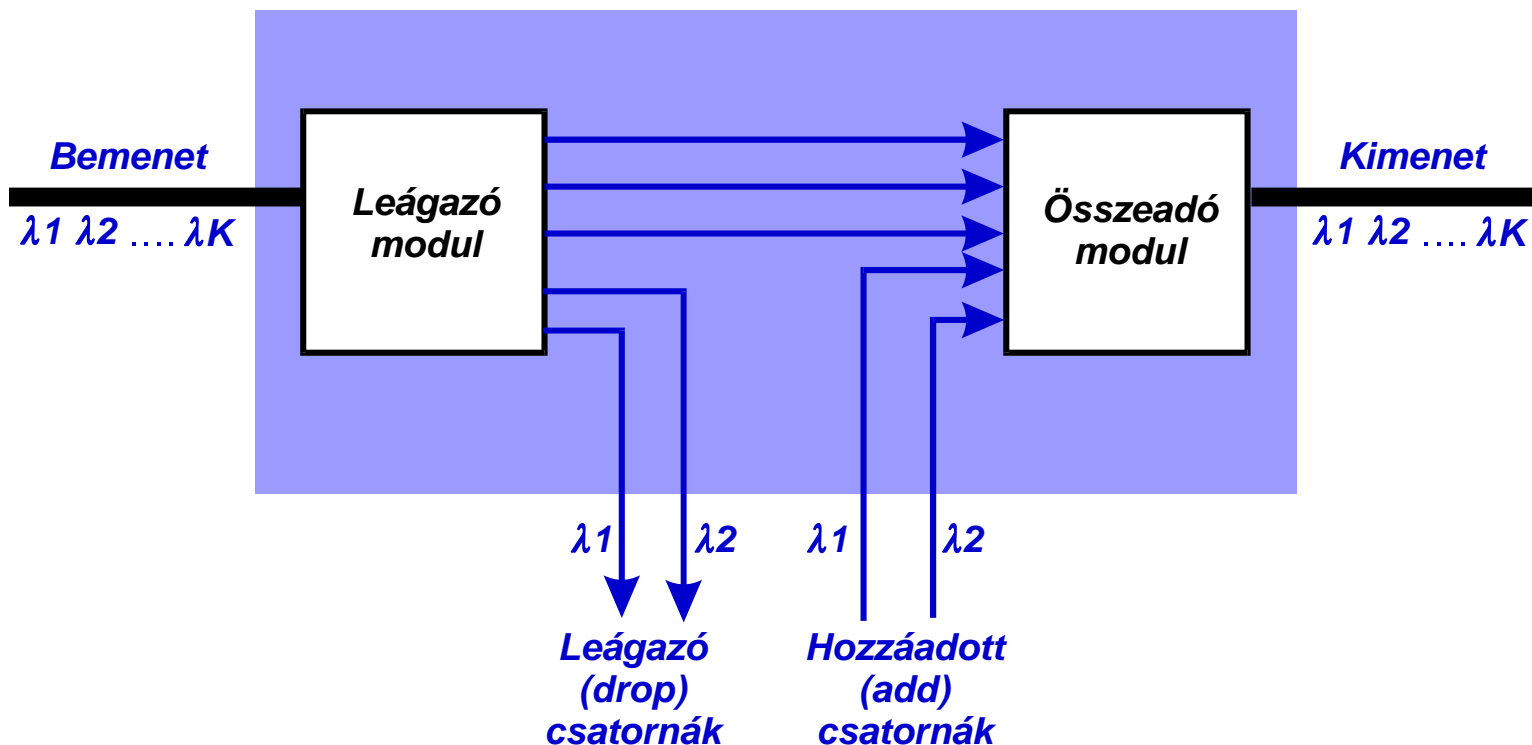 Bemenet
λ1 λ2 .... λK
Leágazó
modul
Összeadó
modul
Kimenet
λ1 λ2 .... λK
λ1
λ2
λ1
λ2
Leágazó
(drop)
csatornák
Hozzáadott
(add)
csatornák